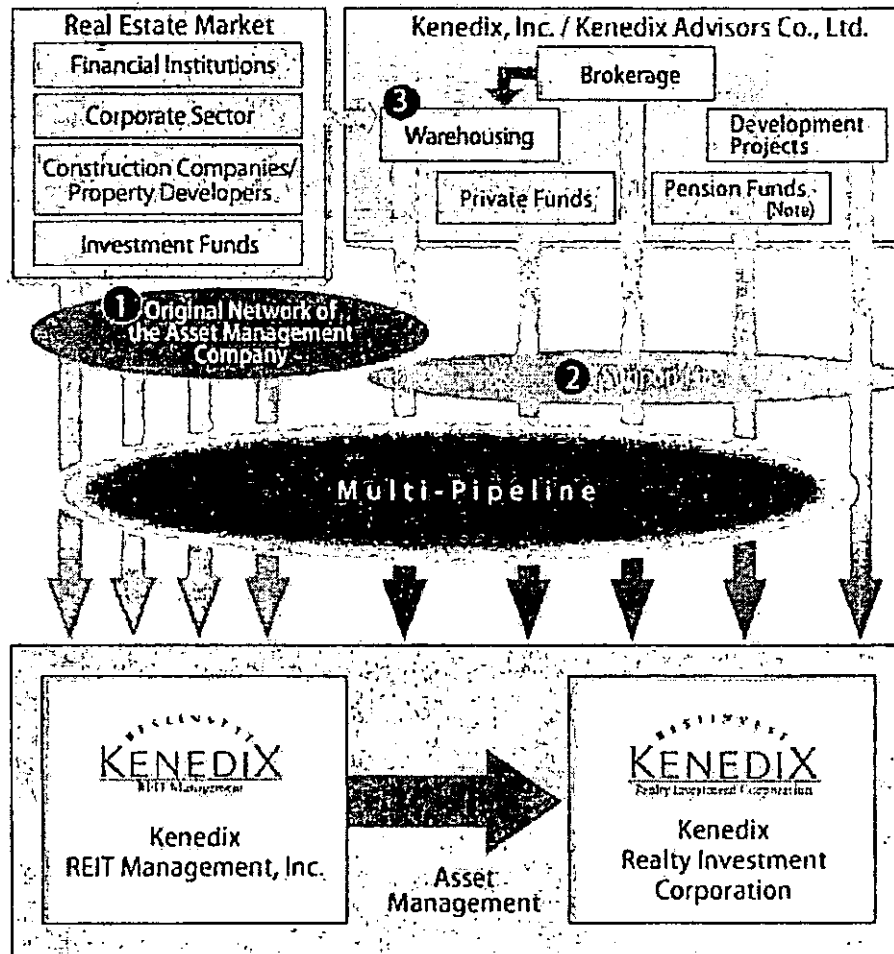 Real Estate Market
Financial Institutions
Corporate Sector
Construction Companies/
Property Developers
Investment Funds
Kenedix, Inc. / Kenedix Advisors Co., Ltd.
Brokerage
3
Warehousing
Development
Projects
Private Funds
Pension Funds
(Note)
1 Original Network of
the Asset Management
Company
2
Multi-Pipeline
KENEDIX
REIT Management
Kenedix
REIT Management, Inc.
Asset
Management
KENEDIX
Realty Investment Corporation
Kenedix
Realty Investment
Corporation